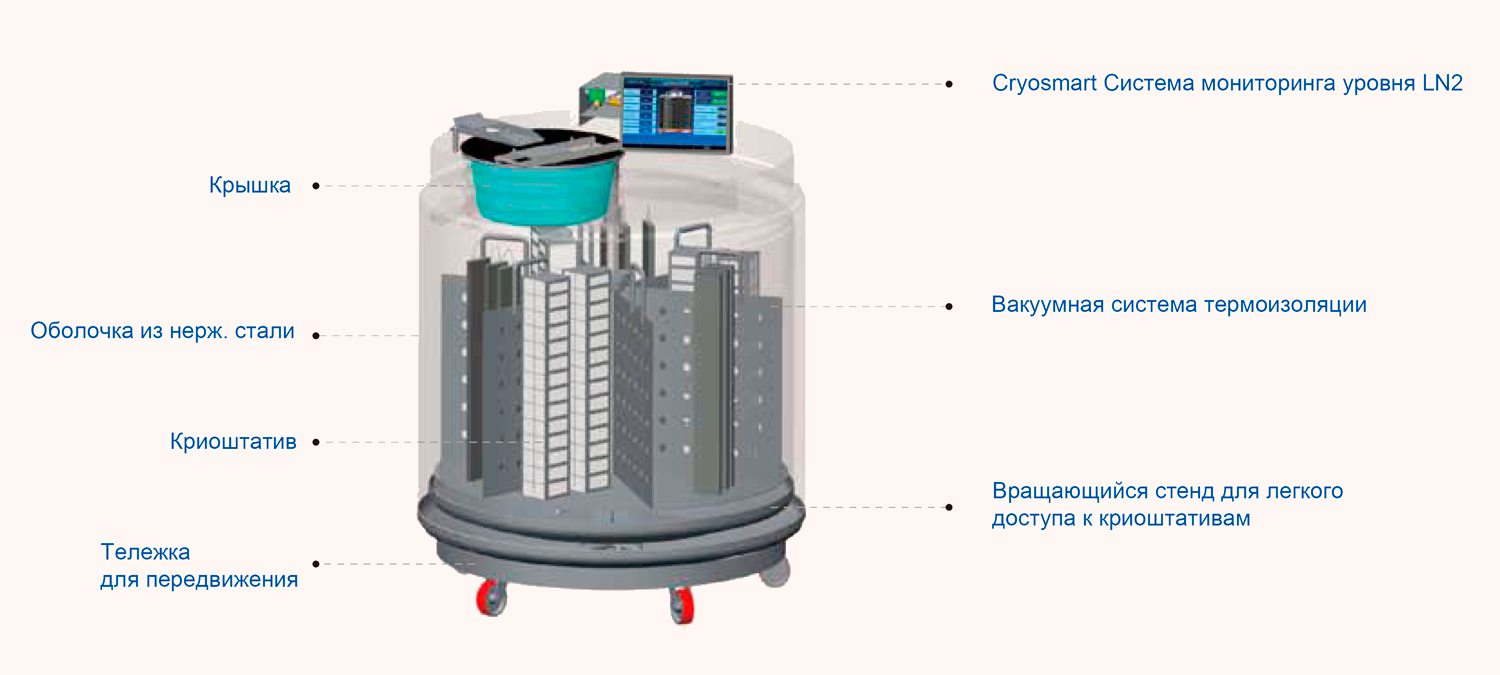 Cryosmart Система мониторинга уровня LN2
Крышка
Вакуумная система термоизоляции
Оболочка из нерж. стали
Криоштатив
Вращающийся стенд для легкого
доступа к криоштативам
Тележка
для передвижения